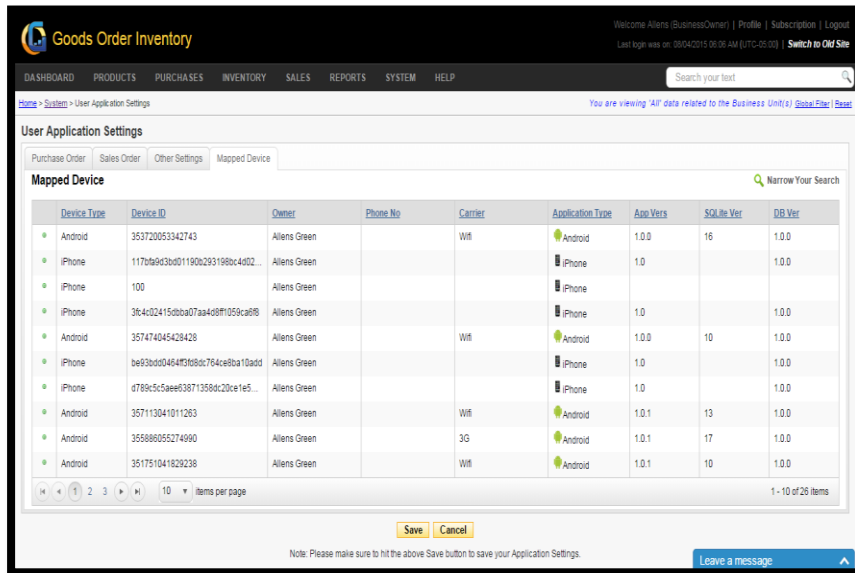 Welcome Allens (BusinessOwner) | Profile | Subscription | Logout
Goods Order Inventory
Last login was on: 08/04/2015 06:06 AM (UTC-05:00) | Switch to Old Site
DASHBOARD PRODUCTS PURCHASES INVENTORY SALES REPORTS SYSTEM HELP Search your text
Home > System > User Application Settings You are viewing "All" data related to the Business Unit(s) Global Filter | Reset
User Application Settings
Purchase Order Sales Order Other Settings Mapped Device
Mapped Device Narrow Your Search
Device Type Device ID Owner Phone No Carrier Application Type App Vers SQLite Ver DB Ver
Android 353720053342743 Allens Green Wifi Android 1.0.0 16 1.0.0
iPhone 117bfa9d3bd01190b293198bc4d02... Allens Green iPhone 1.0 1.0.0
iPhone 100 Allens Green iPhone
iPhone 3fc4c02415dbba07aa4d8ff1059ca6f8 Allens Green iPhone 1.0 1.0.0
Android 357474045428428 Allens Green Wifi Android 1.0.0 10 1.0.0
iPhone be93bdd0464ff3fd8dc764ce8ba10add Allens Green iPhone 1.0 1.0.0
iPhone d789c5c5aee63871358dc20ce1e5... Allens Green iPhone 1.0 1.0.0
Android 357113041011263 Allens Green Wifi Android 1.0.1 13 1.0.0
Android 355886055274990 Allens Green 3G Android 1.0.1 17 1.0.0
Android 351751041829238 Allens Green Wifi Android 1.0.1 10 1.0.0
1 2 3 10 items per page 1 - 10 of 26 items
Save Cancel
Note: Please make sure to hit the above Save button to save your Application Settings.
Leave a message